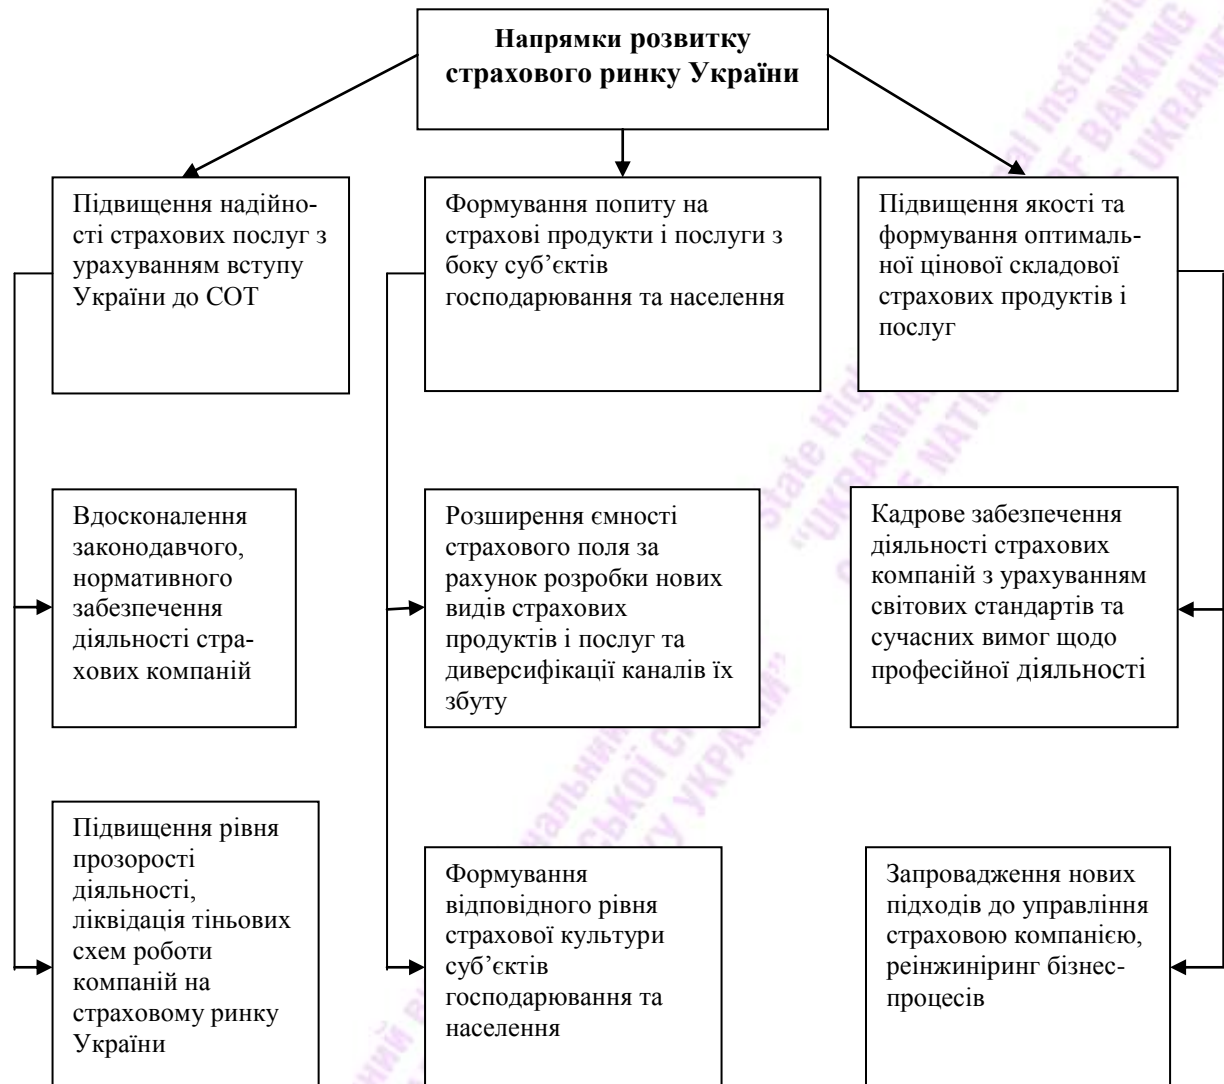 Напрямки розвитку
страхового ринку України
Підвищення надійно-
сті страхових послуг з
урахуванням вступу
України до СОТ
Формування попиту на
страхові продукти і послуги з
боку суб’єктів
господарювання та населення
Підвищення якості та
формування оптималь-
ної цінової складової
страхових продуктів і
послуг
Вдосконалення
законодавчого,
нормативного
забезпечення
діяльності стра-
хових компаній
Розширення ємності
страхового поля за
рахунок розробки нових
видів страхових
продуктів і послуг та
диверсифікації каналів їх
збуту
Кадрове забезпечення
діяльності страхових
компаній з урахуванням
світових стандартів та
сучасних вимог щодо
професійної діяльності
Підвищення рівня
прозорості
діяльності,
ліквідація тіньових
схем роботи
компаній на
страховому ринку
України
Формування
відповідного рівня
страхової культури
суб’єктів
господарювання та
населення
Запровадження нових
підходів до управління
страховою компанією,
реінжиніринг бізнес-
процесів